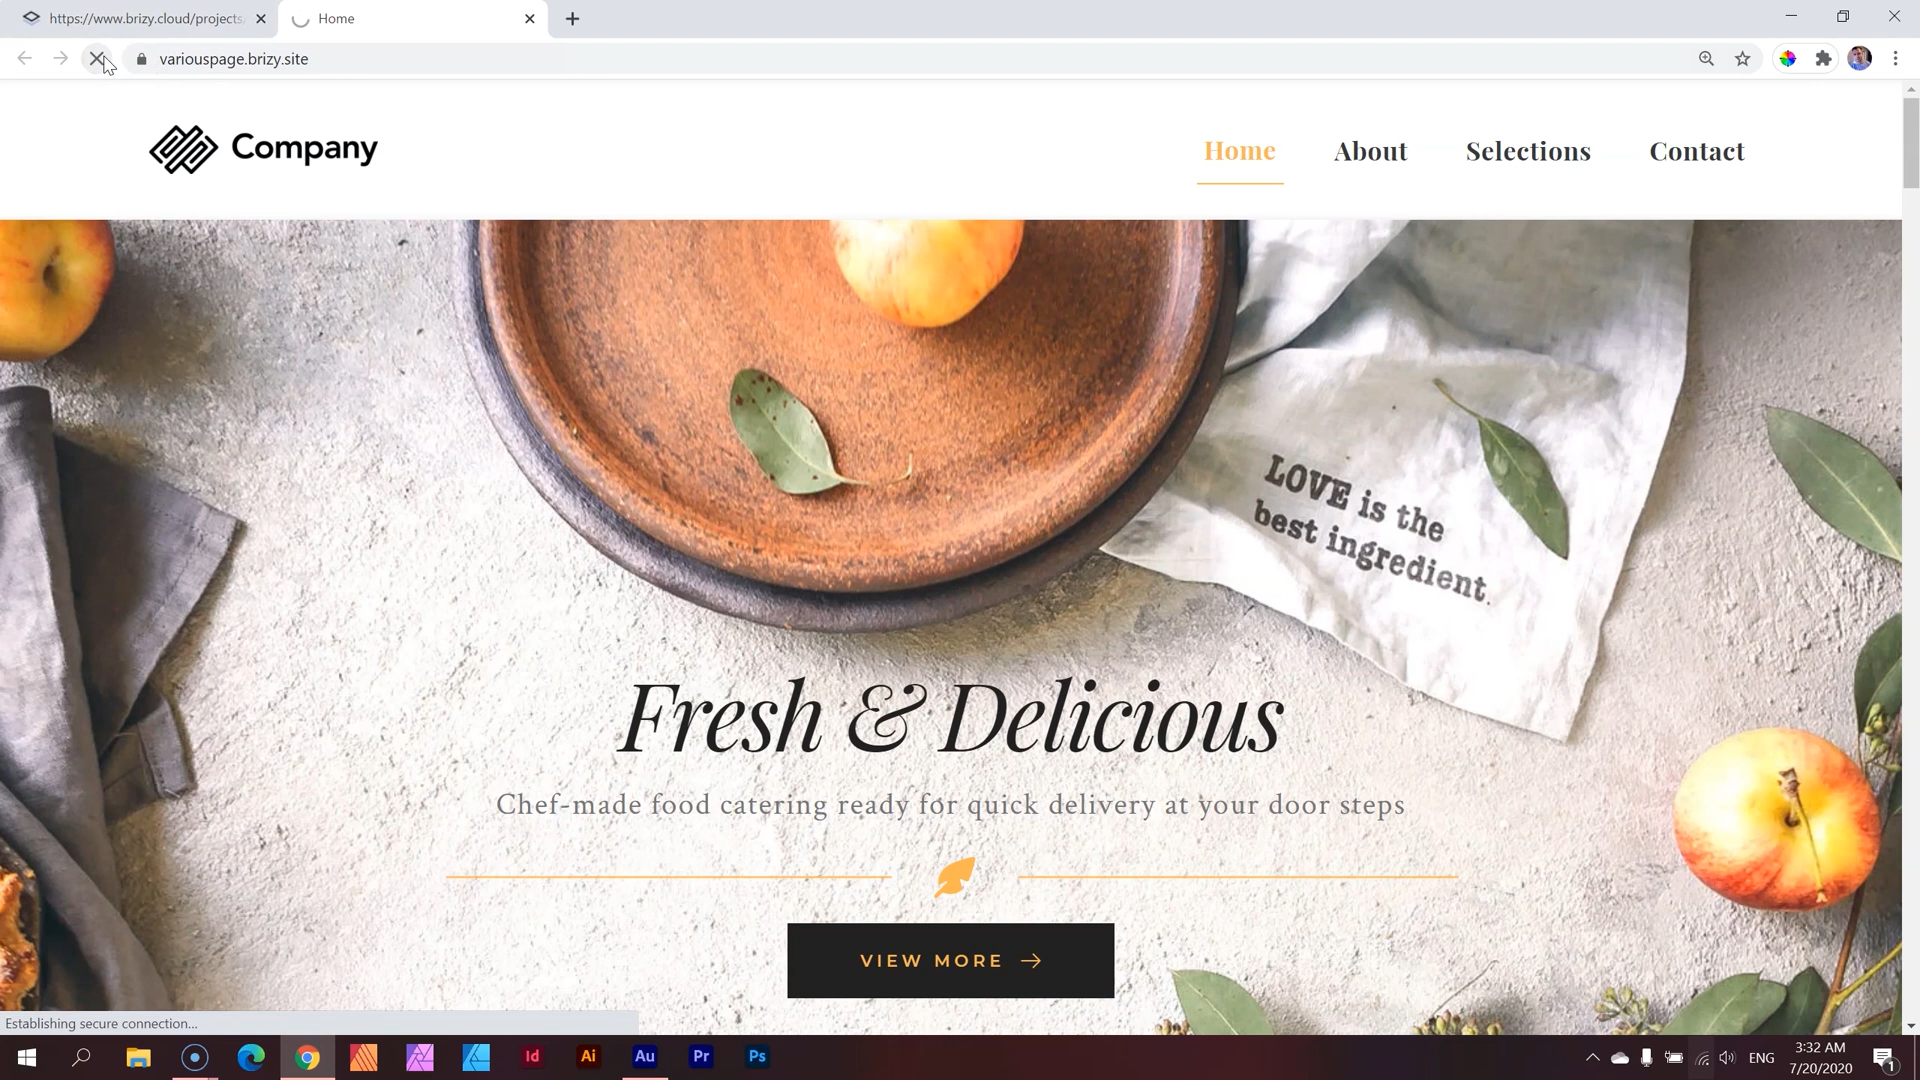 https://www.brizy.cloud/projects
Home
variouspage.brizy.site
Company
Home
About
Selections
Contact
LOVE is the
best ingredient.
Fresh & Delicious
Chef-made food catering ready for quick delivery at your door steps
VIEW MORE
Establishing secure connection...
Id
Ai
Au
Pr
Ps
ENG
3:32 AM
7/20/2020
1